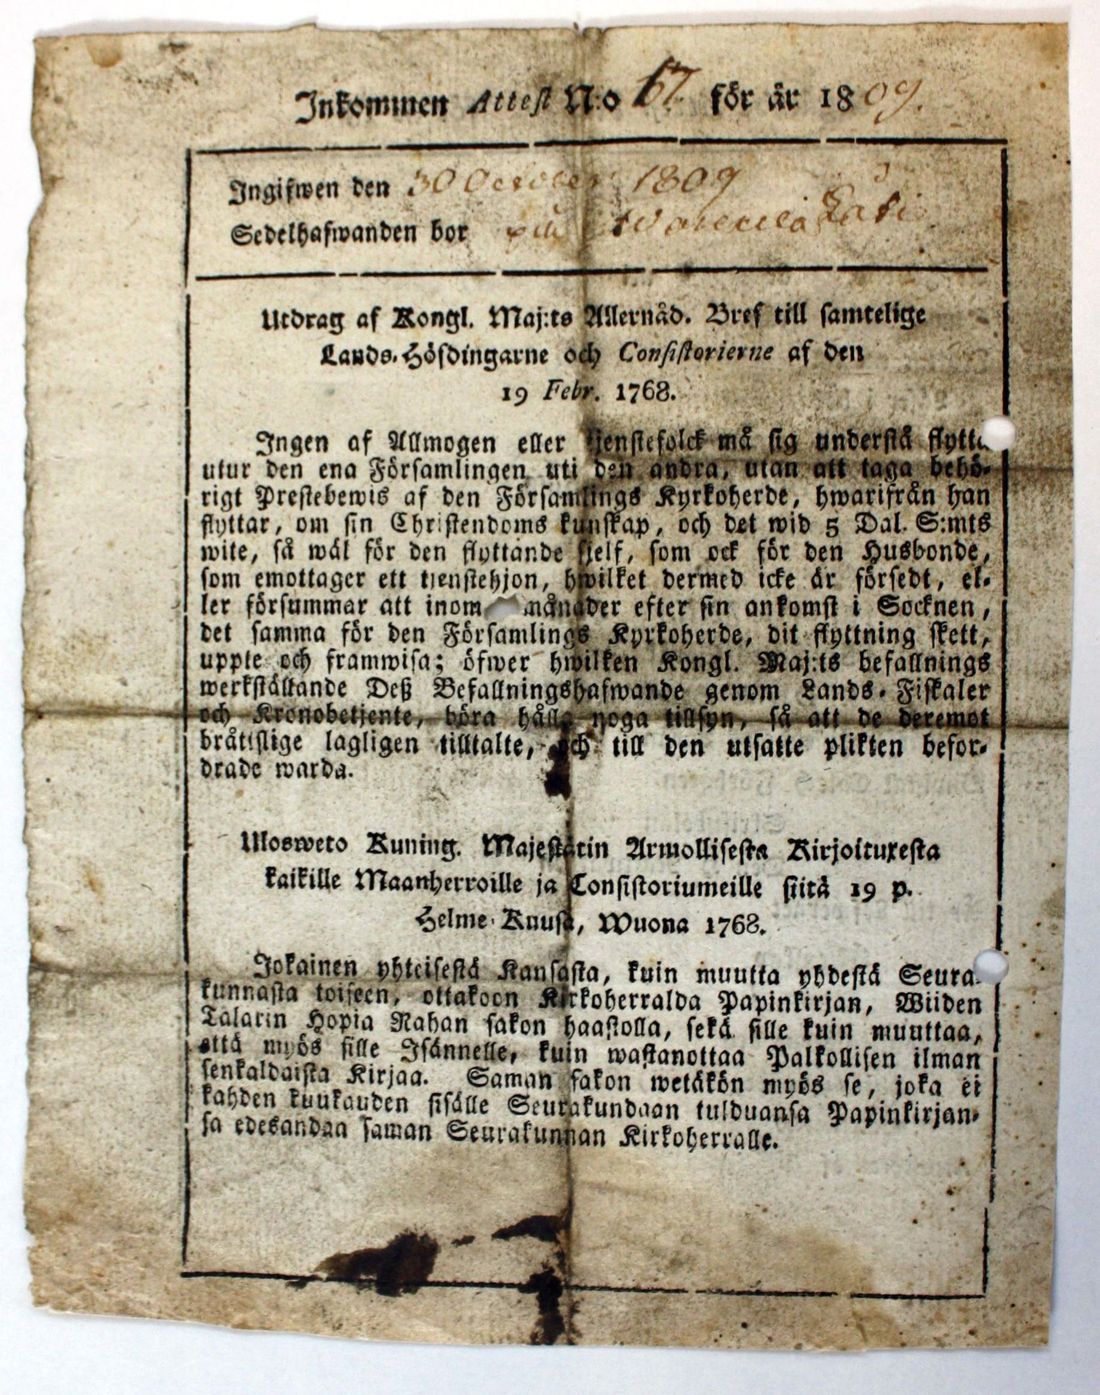 Inkommen Attest N:o 67. för år 1809.
Ingifwen den 30 October 1809
Sedelhafwanden bor
Utdrag af Kongl. Maj:ts Allernåd. Bref till samtelige
Lands-Höfdingarne och Consistorierne af den
19 Febr. 1768.
Ingen af Allmogen eller tjenstefolck må sig understå flytta
utur den ena Församlingen uti den andra, utan att taga behö-
rigt Prestebewis af den Församlings Kyrkoherde, hwarifrån han
flyttar, om sin Christendoms kunskap, och det wid 5 Dal. S:mts
wite, så wäl för den flyttande sjelf, som ock för den Husbonde,
som emottager ett tjenstehjon, hwilket dermed icke är försedt, el-
ler försummar att inom månader efter sin ankomst i Socknen,
det samma för den Församlings Kyrkoherde, dit flyttning skett,
uppte och framwisa; öfwer hwilken Kongl. Maj:ts befallnings
werkställande Deß Befallningshafwande genom Lands-Fiskaler
och Kronobetjente, böra hålla noga tillsyn, så att de deremot
bråttslige lagligen tilltalte, och till den utsatte plikten befor-
drade warda.
Ulosweto Kuning. Majestätin Armollisesta Kirjoituxesta
kaikille Maanherroille ja Consistoriumeille siitä 19 p.
Helme-Kuusa, Wuona 1768.
Jokainen yhteisestä Kansasta, kuin muutta yhdestä Seura-
kunnasta toiseen, ottakoon Kirkoherralda Papinkirjan, Wiiden
Talarin Hopia Rahan sakon haastolla, sekä sille kuin muuttaa,
että myös sille Isännelle, kuin wastanottaa Palkollisen ilman
senkaldaista Kirjaa. Saman sakon wetäkön myös se, joka ei
kahden kuukauden sisälle Seurakundaan tulduansa Papinkirjan-
sa edesandaa saman Seurakunnan Kirkoherralle.